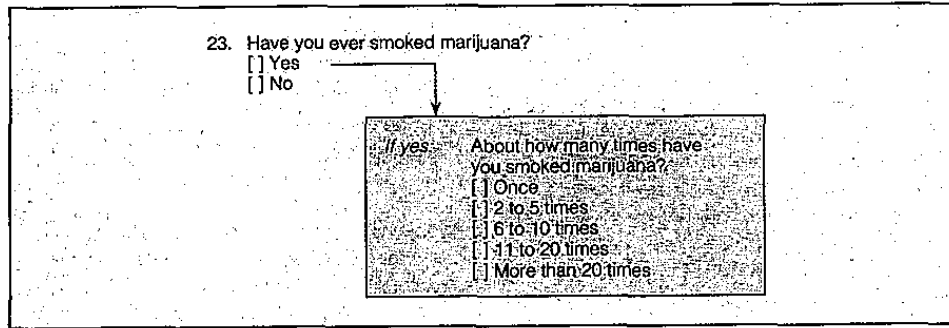 23. Have you ever smoked marijuana?
[ ] Yes
[ ] No
If yes: About how many times have
you smoked marijuana?
[ ] Once
[ ] 2 to 5 times
[ ] 6 to 10 times
[ ] 11 to 20 times
[ ] More than 20 times